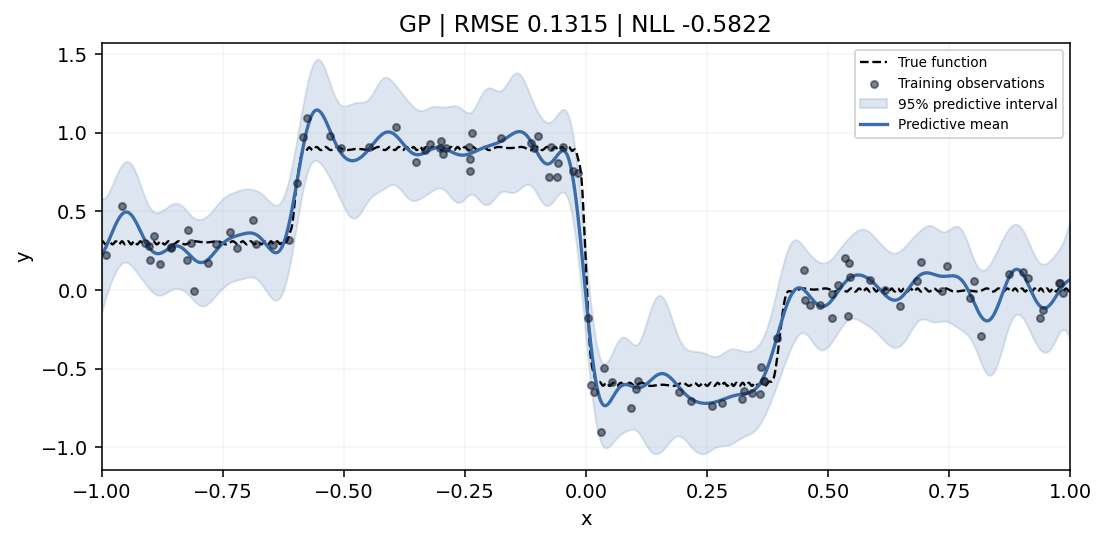 GP | RMSE 0.1315 | NLL -0.5822
True function
Training observations
95% predictive interval
Predictive mean
y
1.5
1.0
0.5
0.0
−0.5
−1.0
−1.00 −0.75 −0.50 −0.25 0.00 0.25 0.50 0.75 1.00
x